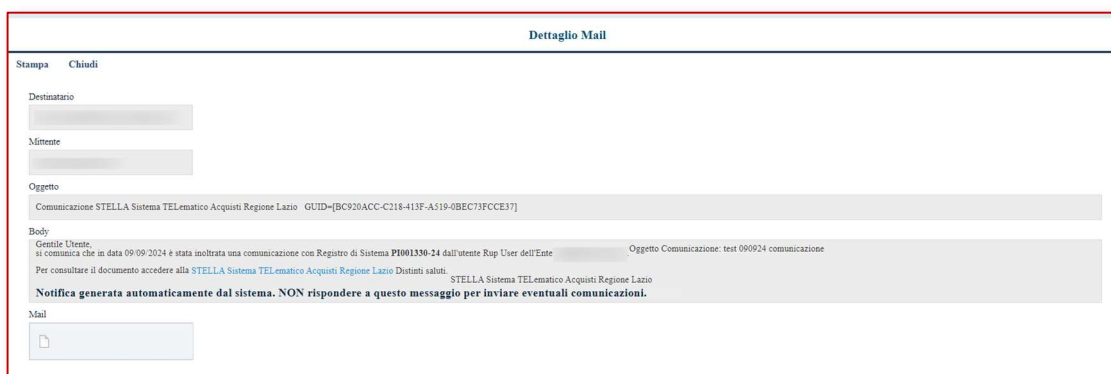 Dettaglio Mail
Stampa Chiudi
Destinatario
Mittente
Oggetto
Comunicazione STELLA Sistema TELematico Acquisti Regione Lazio GUID=[BC920ACC-C218-413F-A519-0BEC73FCCE37]
Body
Gentile Utente,
si comunica che in data 09/09/2024 è stata inoltrata una comunicazione con Registro di Sistema PI001330-24 dall'utente Rup User dell'Ente . Oggetto Comunicazione: test 090924 comunicazione
Per consultare il documento accedere alla STELLA Sistema TELematico Acquisti Regione Lazio Distinti saluti.
STELLA Sistema TELematico Acquisti Regione Lazio
Notifica generata automaticamente dal sistema. NON rispondere a questo messaggio per inviare eventuali comunicazioni.
Mail